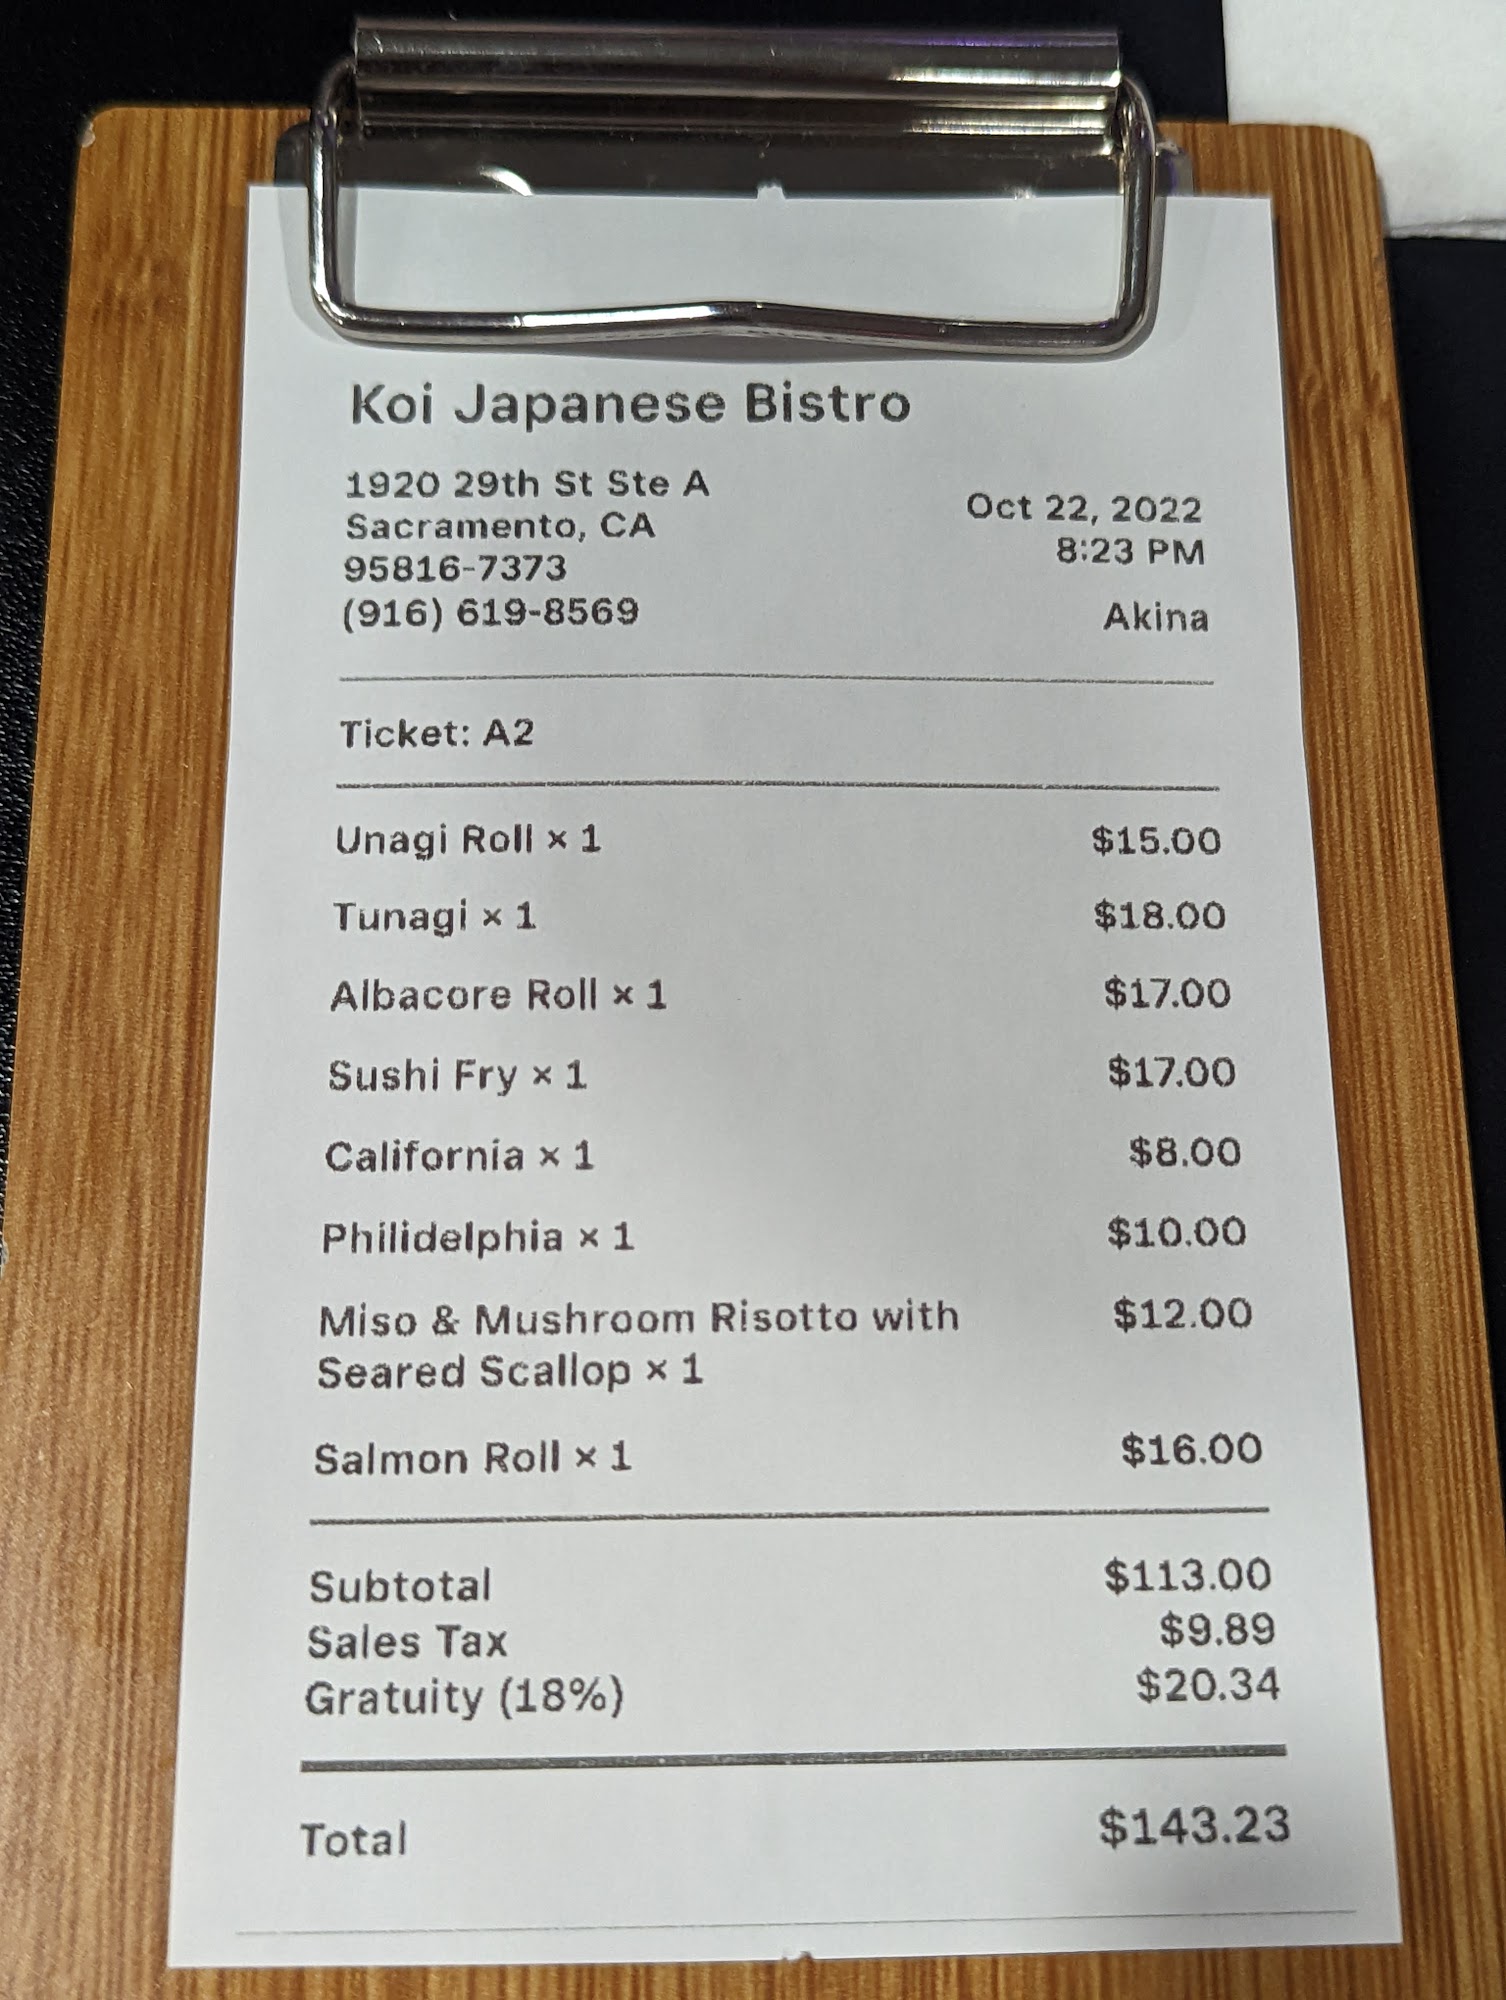 Koi Japanese Bistro
1920 29th St Ste A
Sacramento, CA
95816-7373
(916) 619-8569
Oct 22, 2022
8:23 PM
Akina
Ticket: A2
Unagi Roll × 1 $15.00
Tunagi × 1 $18.00
Albacore Roll × 1 $17.00
Sushi Fry × 1 $17.00
California × 1 $8.00
Philidelphia × 1 $10.00
Miso & Mushroom Risotto with $12.00
Seared Scallop × 1
Salmon Roll × 1 $16.00
Subtotal $113.00
Sales Tax $9.89
Gratuity (18%) $20.34
Total $143.23